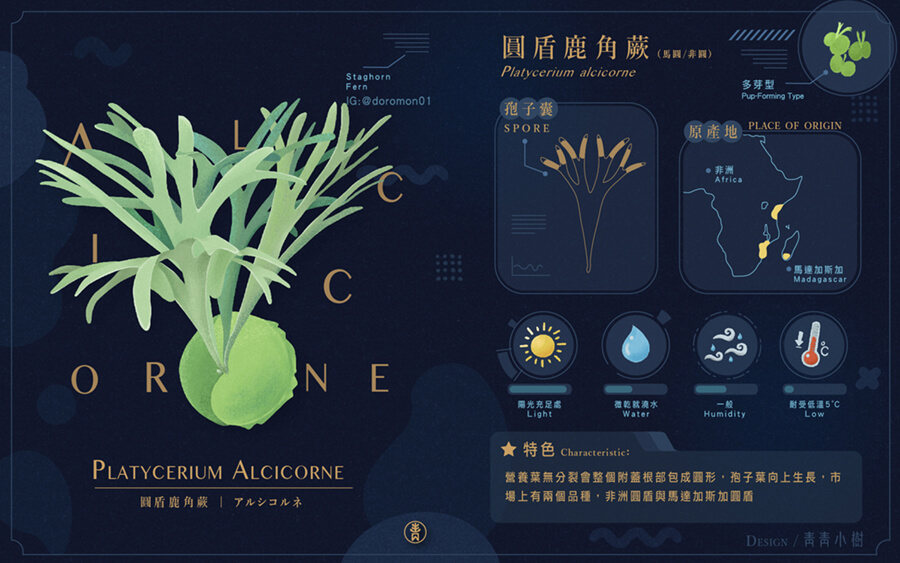 Staghorn
Fern
IG:@doromon01
A L
C
I
C
O R N E
PLATYCERIUM ALCICORNE
圓盾鹿角蕨 | アルシコルネ
圓盾鹿角蕨 (馬圓/非圓)
Platycerium alcicorne
多芽型
Pup-Forming Type
孢子囊
SPORE
原產地 PLACE OF ORIGIN
非洲
Africa
馬達加斯加
Madagascar
°C
陽光充足處
Light
微乾就澆水
Water
一般
Humidity
耐受低溫5°C
Low
特色 Characteristic:
營養葉無分裂會整個附蓋根部包成圓形，孢子葉向上生長，市
場上有兩個品種，非洲圓盾與馬達加斯加圓盾
DESIGN / 青青小樹